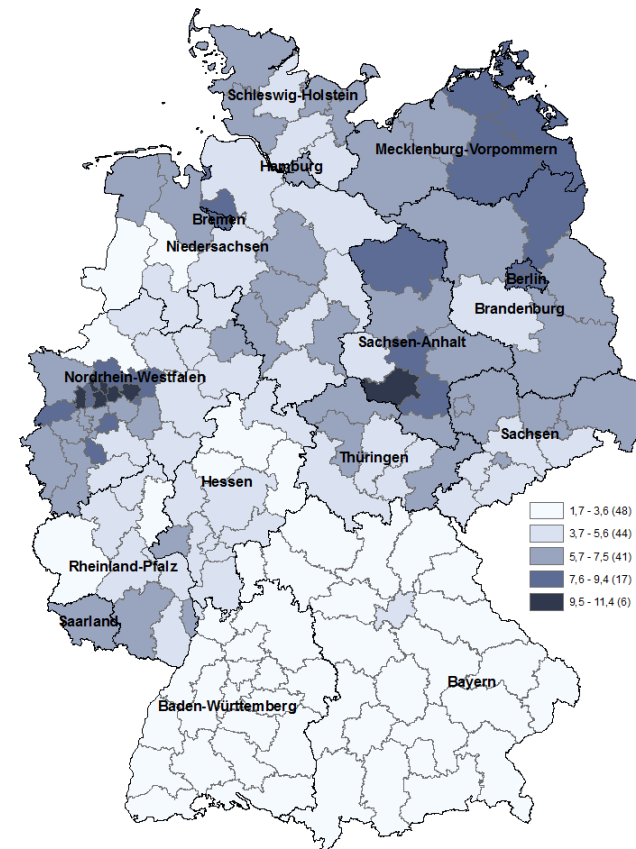 Schleswig-Holstein
Mecklenburg-Vorpommern
Hamburg
Bremen
Niedersachsen
Berlin
Brandenburg
Sachsen-Anhalt
Nordrhein-Westfalen
Sachsen
Thüringen
Hessen
Rheinland-Pfalz
Saarland
Bayern
Baden-Württemberg
1,7 - 3,6 (48)
3,7 - 5,6 (44)
5,7 - 7,5 (41)
7,6 - 9,4 (17)
9,5 - 11,4 (6)